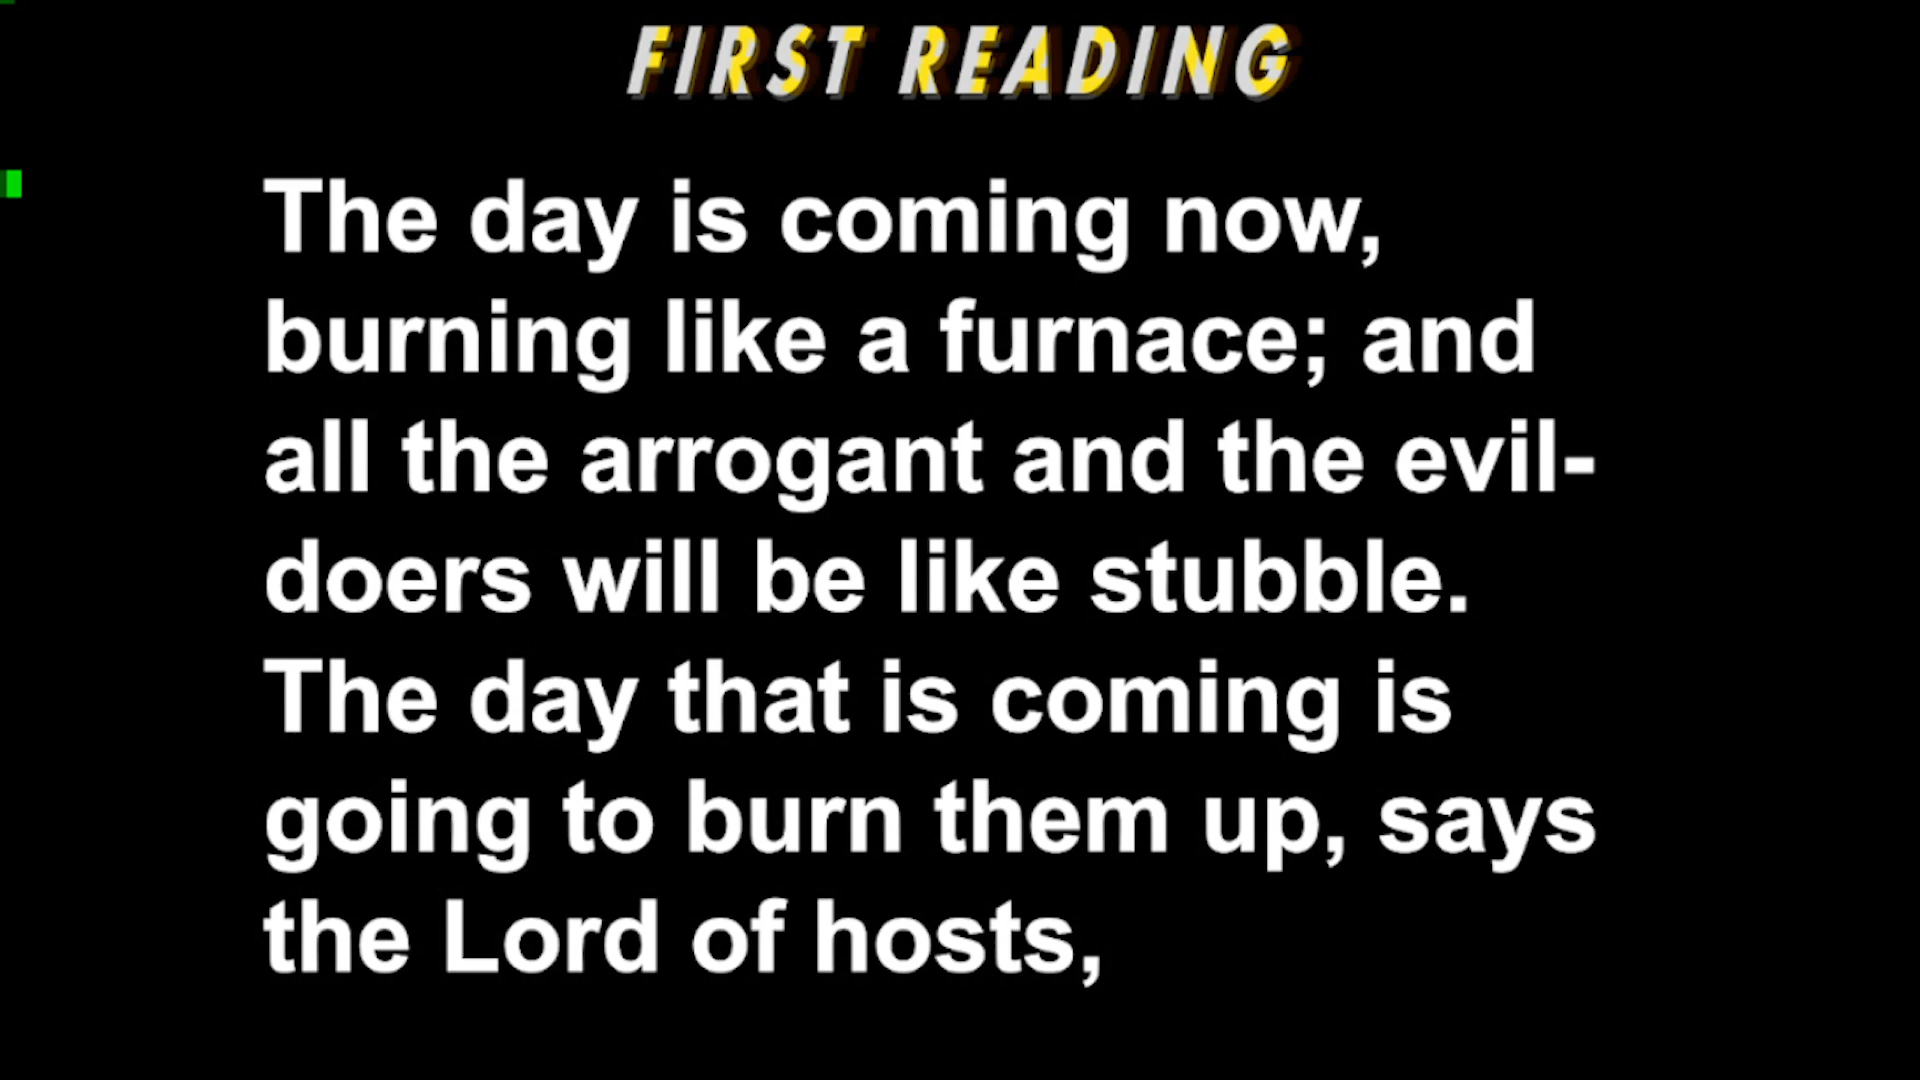 FIRST READING
The day is coming now,
burning like a furnace; and
all the arrogant and the evil-
doers will be like stubble.
The day that is coming is
going to burn them up, says
the Lord of hosts,